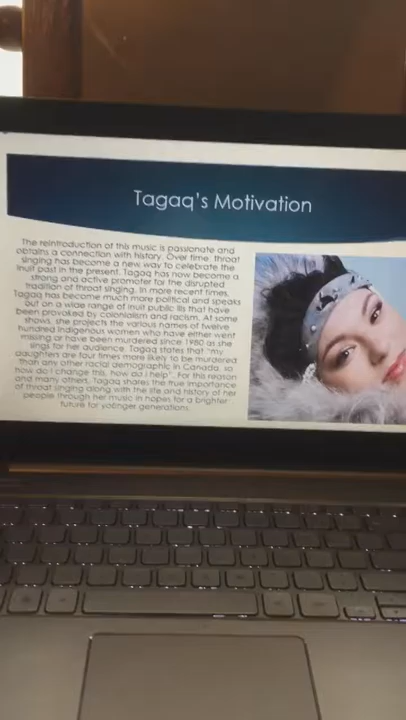 Tagaq's Motivation
The reintroduction of this music is passionate and
obtains a connection with history. Over time, throat
singing has become a new way to celebrate the
Inuit past in the present. Tagaq has now become a
strong and active promoter for the disrupted
tradition of throat singing. In more recent times,
Tagaq has become much more political and speaks
out on a wide range of Inuit public ills that have
been provoked by colonialism and racism. At some
shows, she projects the various names of twelve
hundred indigenous women who have either went
missing or have been murdered since 1980 as she
sings for her audience. Tagaq states that "my
daughters are four times more likely to be murdered
than any other racial demographic in Canada, so
how do I change this, how do I help". For this reason
and many others, Tagaq shares the true importance
of throat singing along with the life and history of her
people through her music in hopes for a brighter
future for younger generations.